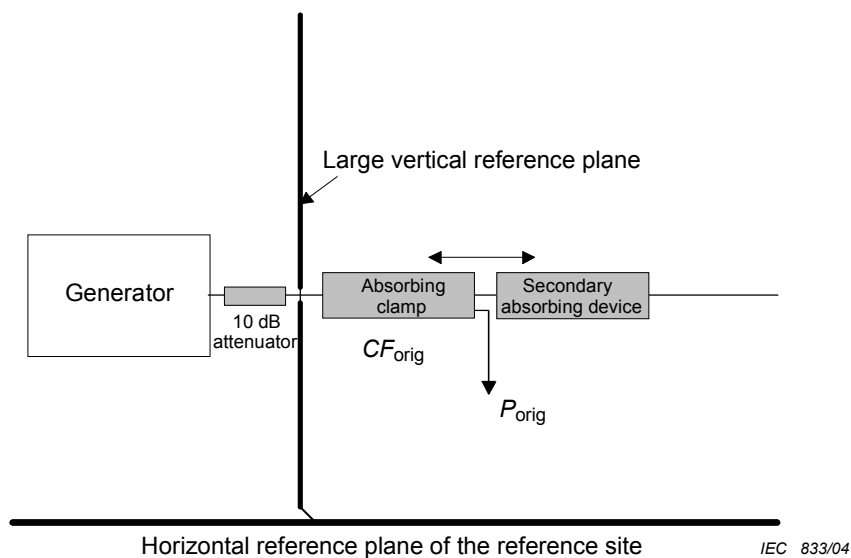 Large vertical reference plane
Generator
10 dB
attenuator
Absorbing
clamp
Secondary
absorbing device
CForig
Porig
Horizontal reference plane of the reference site
IEC 833/04